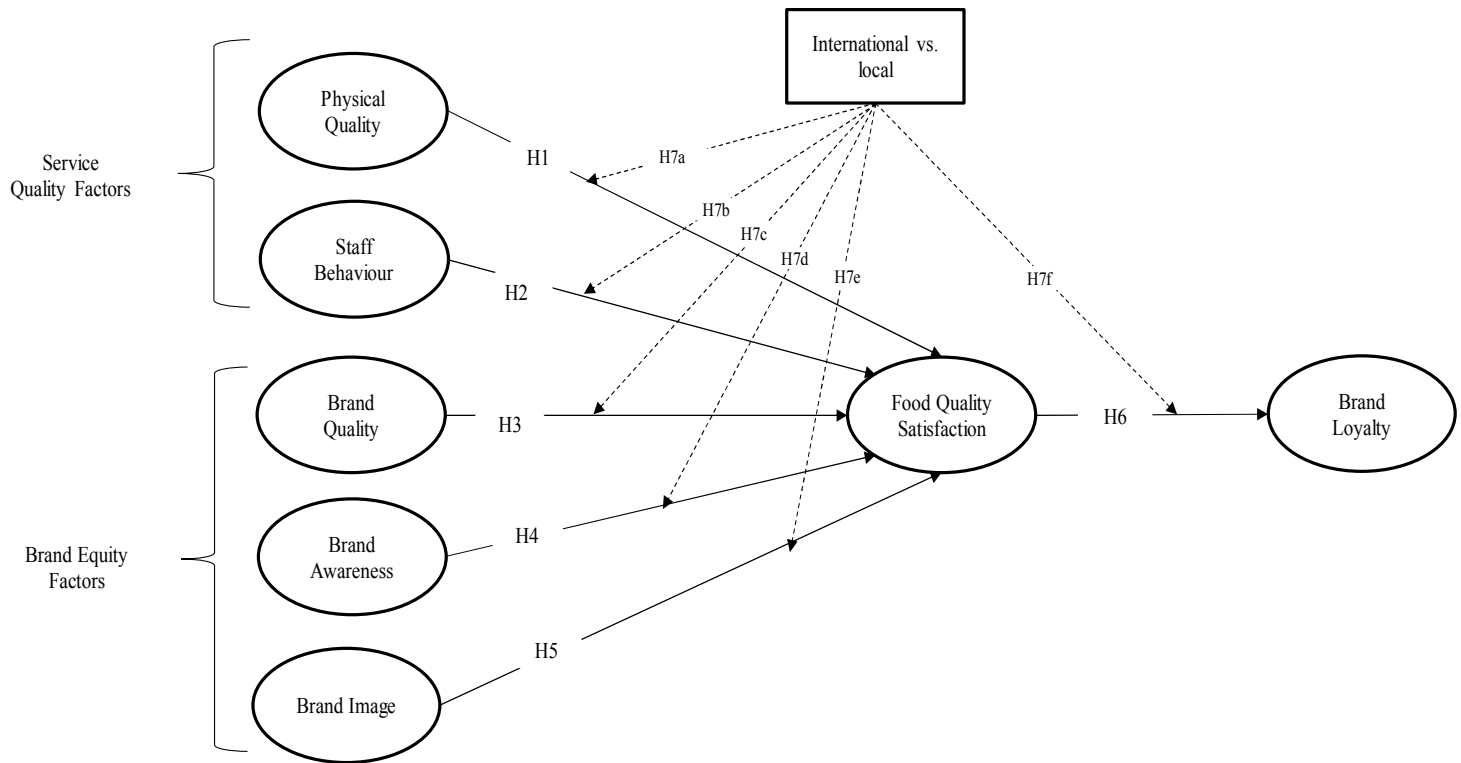 International vs.
local
Physical
Quality
Service
Quality Factors
H1
H7a
H7b
H7c
H7d
H7e
H7f
Staff
Behaviour
H2
Brand
Quality
H3
Food Quality
Satisfaction
H6
Brand
Loyalty
Brand Equity
Factors
Brand
Awareness
H4
H5
Brand Image